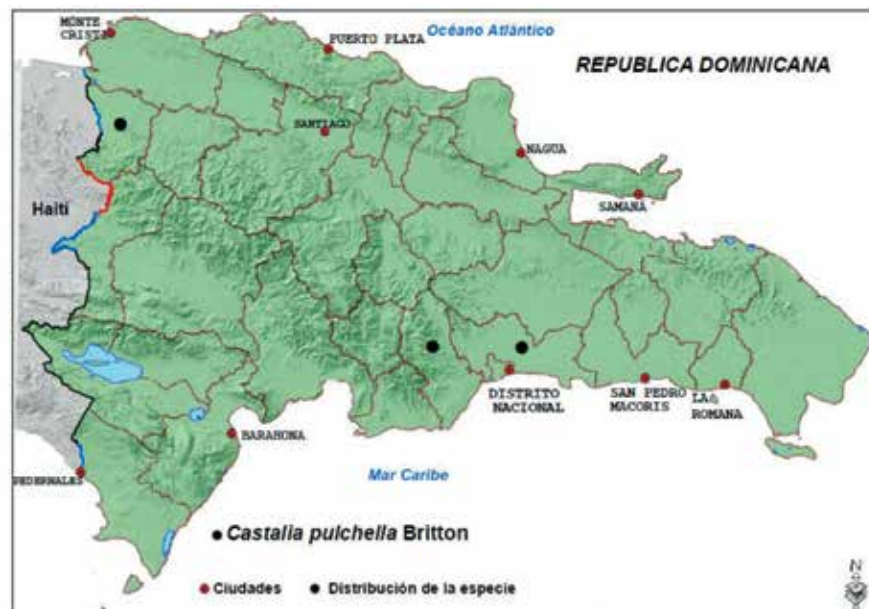 MONTE
CRISTI
PUERTO PLATA
Océano Atlántico
REPUBLICA DOMINICANA
SANTIAGO
NAGUA
Haití
SAMANA
DISTRITO
NACIONAL
SAN PEDRO
MACORIS
LA
ROMANA
BARAHONA
PEDERNALES
Mar Caribe
Castalia pulchella Britton
Ciudades
Distribución de la especie
N